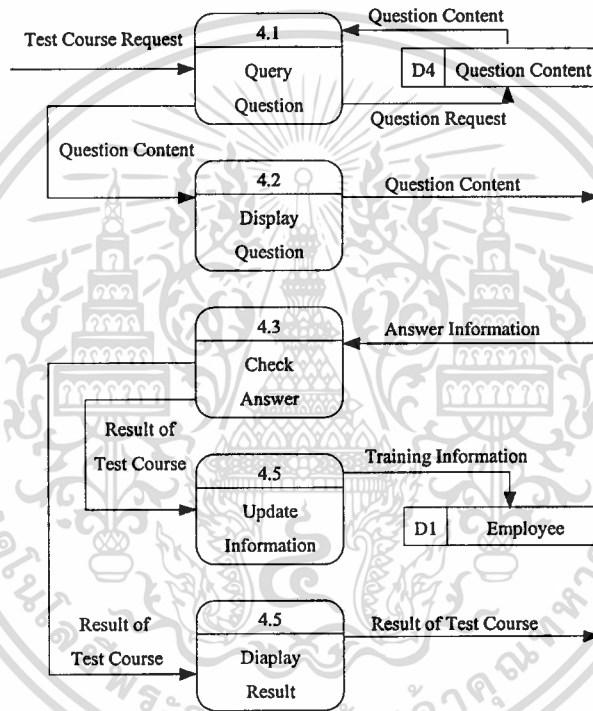 Question Content
Test Course Request
4.1
Query
Question
D4 Question Content
Question Request
Question Content
4.2
Display
Question
Question Content
4.3
Check
Answer
Answer Information
Result of
Test Course
4.5
Update
Information
Training Information
D1 Employee
Result of
Test Course
4.5
Diaplay
Result
Result of Test Course